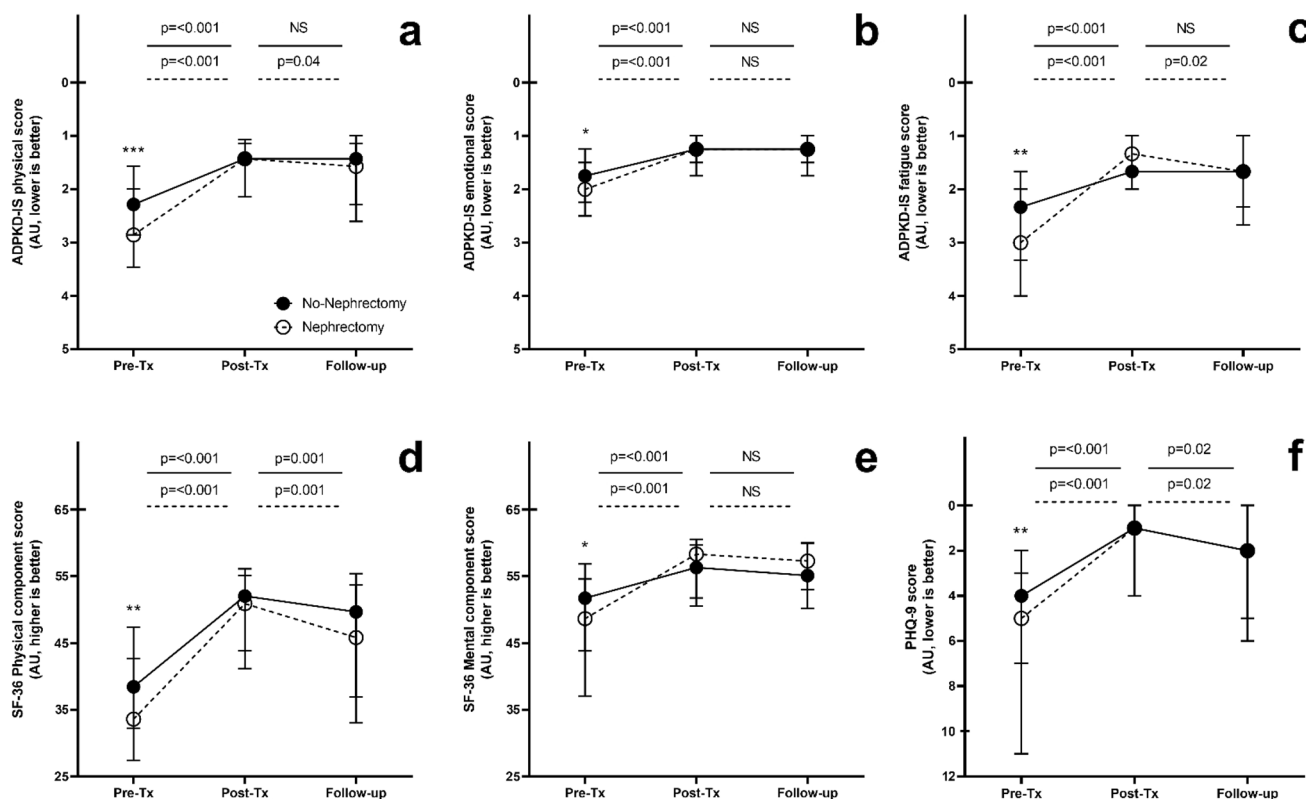 p=<0.001 NS
p=<0.001 p=0.04
a
ADPKD-IS physical score
(AU, lower is better)
0
1
2
3
4
5
***
No-Nephrectomy
Nephrectomy
Pre-Tx Post-Tx Follow-up
p=<0.001 NS
p=<0.001 NS
b
ADPKD-IS emotional score
(AU, lower is better)
0
1
2
3
4
5
*
Pre-Tx Post-Tx Follow-up
p=<0.001 NS
p=<0.001 p=0.02
c
ADPKD-IS fatigue score
(AU, lower is better)
0
1
2
3
4
5
**
Pre-Tx Post-Tx Follow-up
p=<0.001 p=0.001
p=<0.001 p=0.001
d
SF-36 Physical component score
(AU, higher is better)
65
55
45
35
25
**
Pre-Tx Post-Tx Follow-up
p=<0.001 NS
p=<0.001 NS
e
SF-36 Mental component score
(AU, higher is better)
65
55
45
35
25
*
Pre-Tx Post-Tx Follow-up
p=<0.001 p=0.02
p=<0.001 p=0.02
f
PHQ-9 score
(AU, lower is better)
0
2
4
6
8
10
12
**
Pre-Tx Post-Tx Follow-up